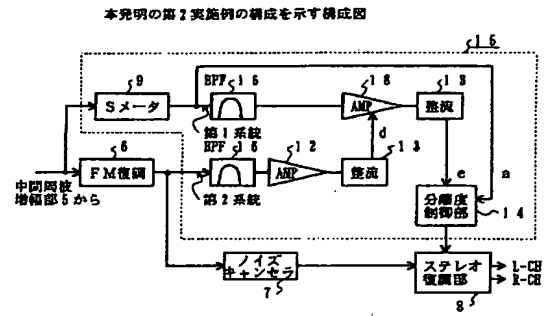 本発明の第2実施例の構成を示す構成図
15
9
Sメータ
BPF 16
18
AMP
13
整流
第1系統
d
6
FM復調
BPF 16
12
AMP
13
整流
第2系統
e
a
中間周波
増幅部5から
分離度
制御部
14
ノイズ
キャンセラ
7
ステレオ
復調部
8
L-CH
R-CH